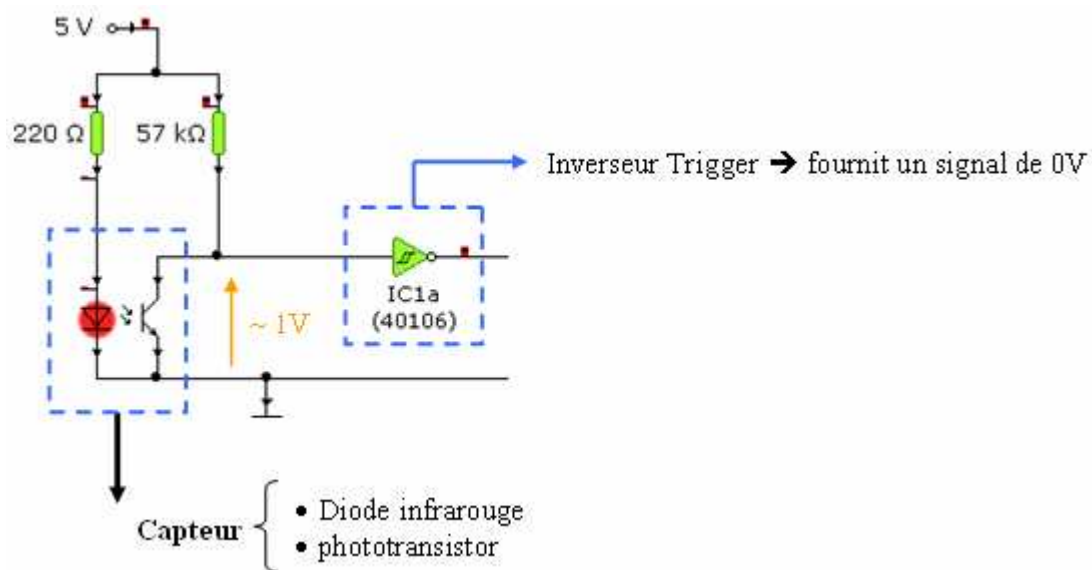 5 V
220 Ω
57 kΩ
Inverseur Trigger ➔ fournit un signal de 0V
IC1a
(40106)
~ 1V
Capteur
• Diode infrarouge
• phototransistor